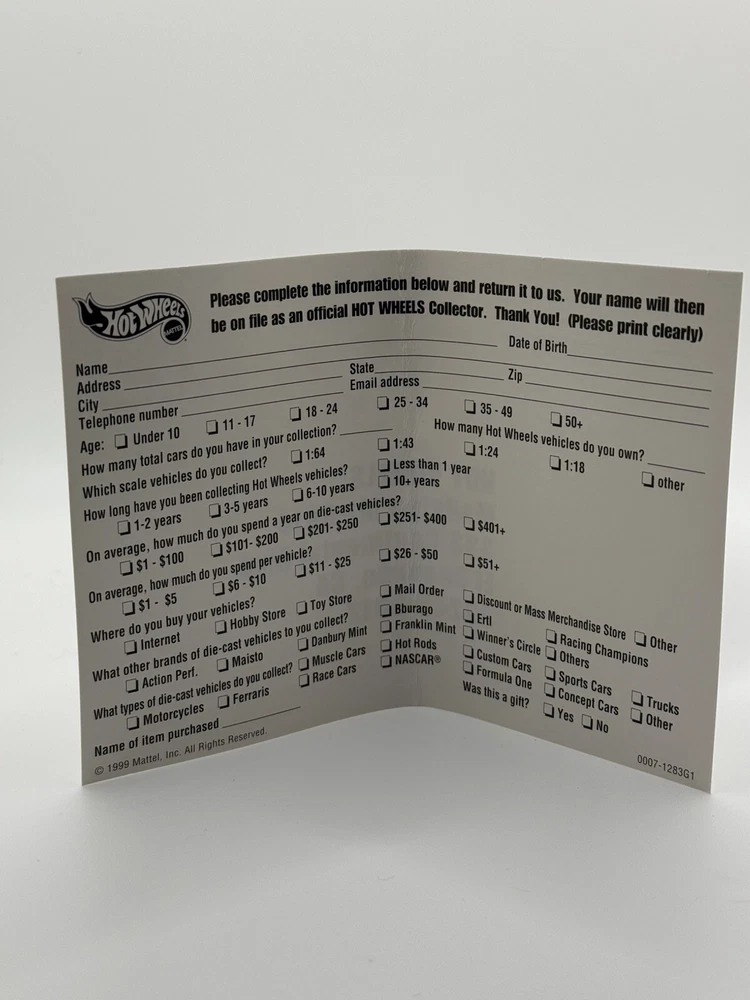 HOT WHEELS MATTEL
Please complete the information below and return it to us. Your name will then
be on file as an official HOT WHEELS Collector. Thank You! (Please print clearly)
Name Date of Birth
Address State Zip
City Email address
Telephone number
Age: ❏ Under 10 ❏ 11 - 17 ❏ 18 - 24 ❏ 25 - 34 ❏ 35 - 49 ❏ 50+
How many total cars do you have in your collection? How many Hot Wheels vehicles do you own?
Which scale vehicles do you collect? ❏ 1:64 ❏ 1:43 ❏ 1:24 ❏ 1:18 ❏ other
How long have you been collecting Hot Wheels vehicles? ❏ Less than 1 year
❏ 1-2 years ❏ 3-5 years ❏ 6-10 years ❏ 10+ years
On average, how much do you spend a year on die-cast vehicles?
❏ $1 - $100 ❏ $101- $200 ❏ $201- $250 ❏ $251- $400 ❏ $401+
On average, how much do you spend per vehicle?
❏ $1 - $5 ❏ $6 - $10 ❏ $11 - $25 ❏ $26 - $50 ❏ $51+
Where do you buy your vehicles?
❏ Internet ❏ Hobby Store ❏ Toy Store ❏ Mail Order ❏ Discount or Mass Merchandise Store ❏ Other
What other brands of die-cast vehicles to you collect? ❏ Bburago ❏ Ertl ❏ Racing Champions
❏ Action Perf. ❏ Maisto ❏ Danbury Mint ❏ Franklin Mint ❏ Winner's Circle ❏ Others
What types of die-cast vehicles do you collect? ❏ Muscle Cars ❏ Hot Rods ❏ Custom Cars ❏ Sports Cars ❏ Trucks
❏ Motorcycles ❏ Ferraris ❏ Race Cars ❏ NASCAR® ❏ Formula One ❏ Concept Cars ❏ Other
Name of item purchased Was this a gift? ❏ Yes ❏ No
© 1999 Mattel, Inc. All Rights Reserved. 0007-1283G1